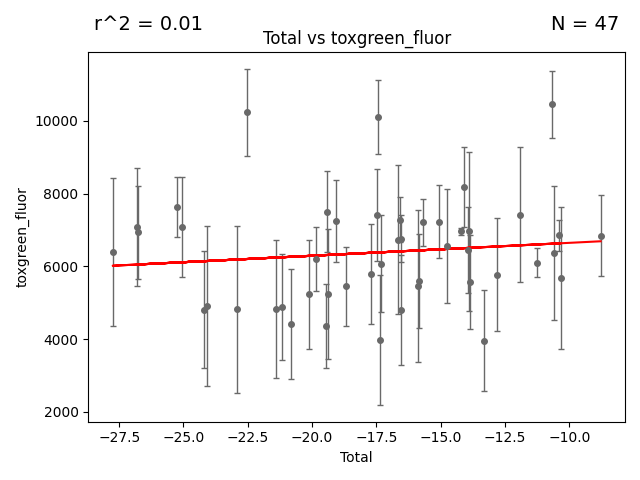 r^2 = 0.01
N = 47
Total vs toxgreen_fluor
toxgreen_fluor
10000
8000
6000
4000
2000
−27.5 −25.0 −22.5 −20.0 −17.5 −15.0 −12.5 −10.0
Total